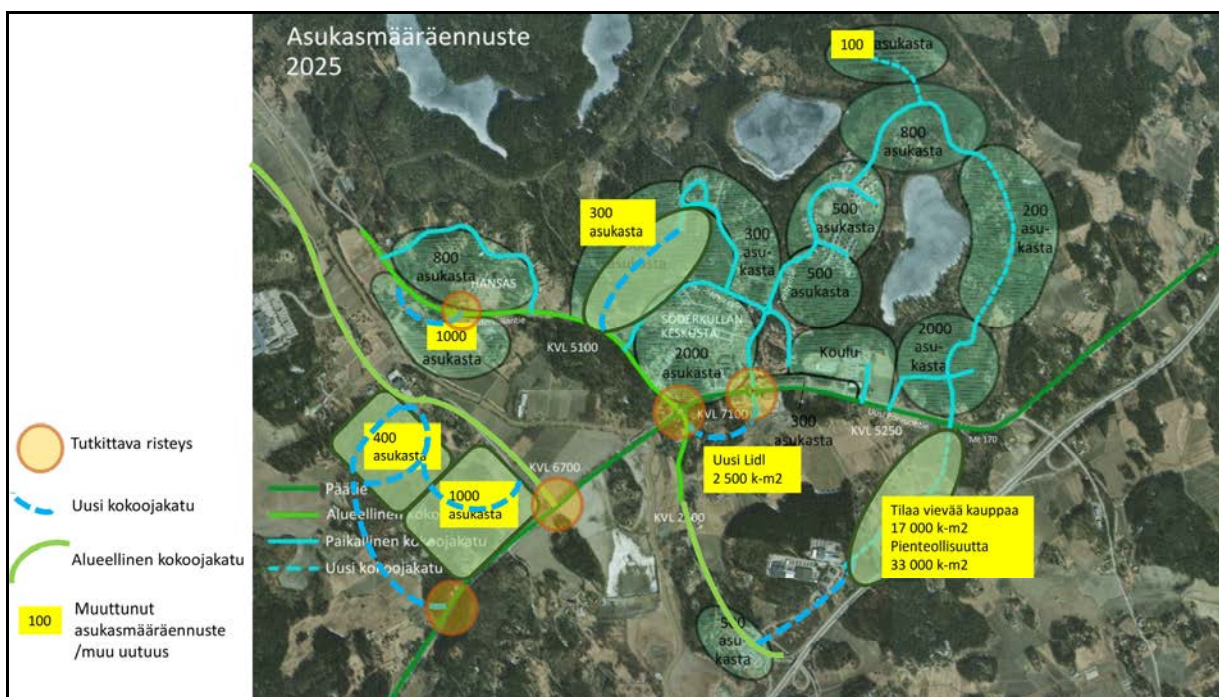 Asukasmääräennuste
2025
100
asukasta
800
asukasta
300
asukasta
300
asu-
kasta
500
asukasta
500
asukasta
200
asu-
kasta
800
asukasta
HANSAS
1000
asukasta
KVL 5100
SÖDERKULLAN
KESKUSTA
2000
asukasta
Koulu
2000
asu-
kasta
KVL 7100
300
asukasta
KVL 5250
Mt 170
400
asukasta
KVL 6700
1000
asukasta
Uusi Lidl
2 500 k-m2
Tilaa vievää kauppaa
17 000 k-m2
Pienteollisuutta
33 000 k-m2
Päätie
Alueellinen
Paikallinen kokoojakatu
Uusi kokoojakatu
asu-
kasta
Tutkittava risteys
Uusi kokoojakatu
Alueellinen kokoojakatu
100
Muuttunut
asukasmääräennuste
/muu uutuus